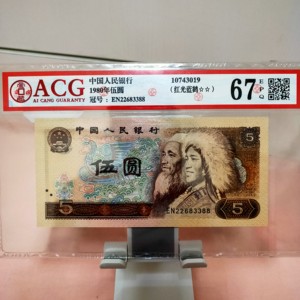 ACG
AI CANG GUARANTY
中国人民银行
1980年伍圆
冠号：EN22683388
10743019
（红光蓝鹤☆☆）
67
EPQ
中国人民银行
伍圆
5
5
5
EN22683388